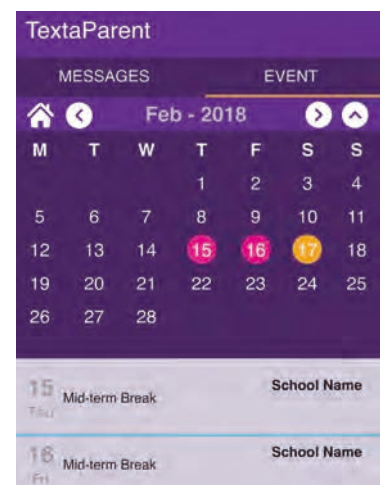 TextaParent
MESSAGES EVENT
Feb - 2018
M T W T F S S
1 2 3 4
5 6 7 8 9 10 11
12 13 14 15 16 17 18
19 20 21 22 23 24 25
26 27 28
15 Mid-term Break School Name
Thu
16 Mid-term Break School Name
Fri